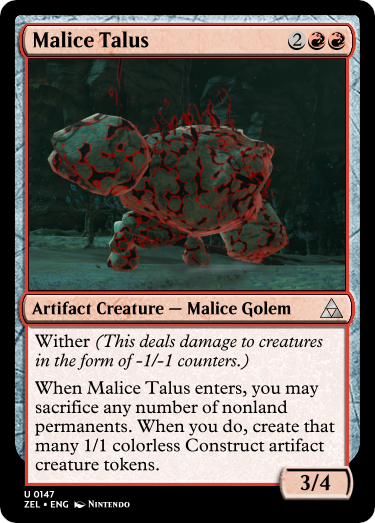 Malice Talus 2
Artifact Creature — Malice Golem
Wither (This deals damage to creatures
in the form of -1/-1 counters.)
When Malice Talus enters, you may
sacrifice any number of nonland
permanents. When you do, create that
many 1/1 colorless Construct artifact
creature tokens.
3/4
U 0147
ZEL • ENG Nintendo